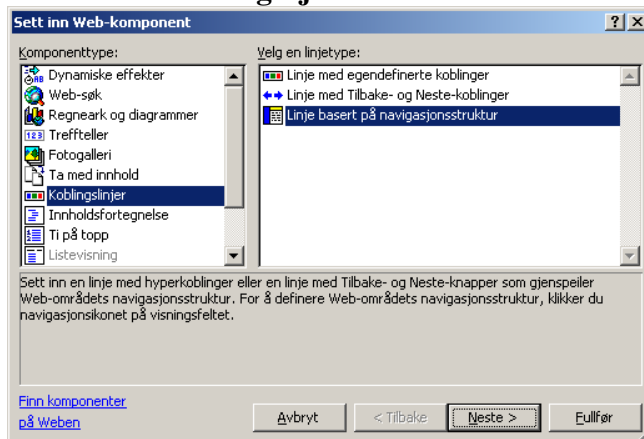 Sett inn Web-komponent
Komponenttype:
Velg en linjetype:
Dynamiske effekter
Web-søk
Regneark og diagrammer
Treffteller
Fotogalleri
Ta med innhold
Koblingslinjer
Innholdsfortegnelse
Ti på topp
Listevisning
Linje med egendefinerte koblinger
Linje med Tilbake- og Neste-koblinger
Linje basert på navigasjonsstruktur
Sett inn en linje med hyperkoblinger eller en linje med Tilbake- og Neste-knapper som gjenspeiler
Web-områdets navigasjonsstruktur. For å definere Web-områdets navigasjonsstruktur, klikker du
navigasjonsikonet på visningsfeltet.
Finn komponenter
på Weben
Avbryt
< Tilbake
Neste >
Fullfør